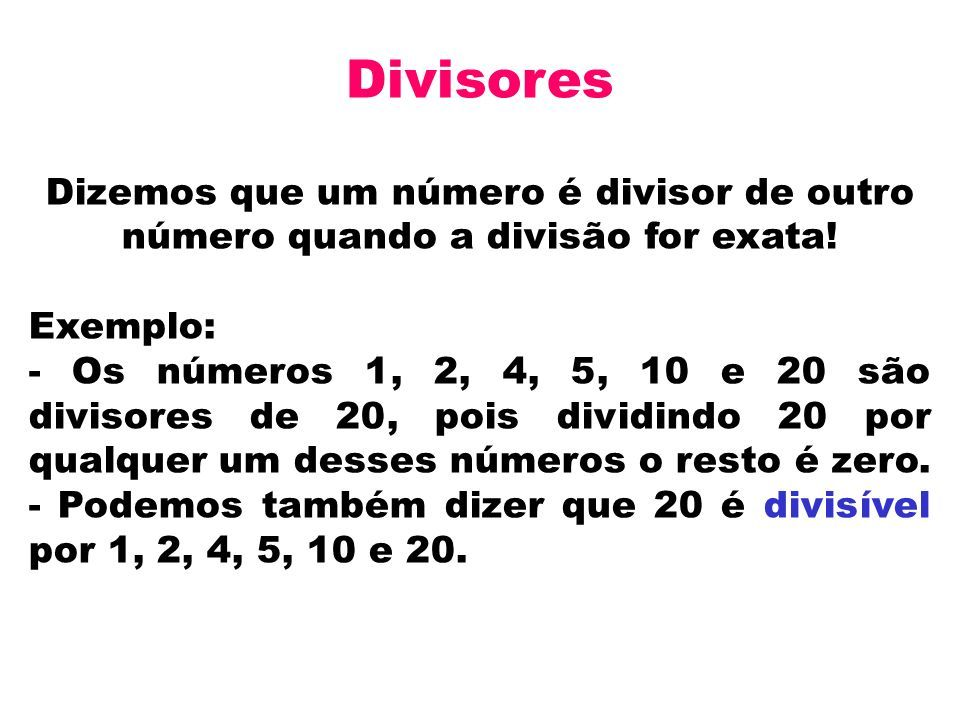 Divisores
Dizemos que um número é divisor de outro
número quando a divisão for exata!
Exemplo:
- Os números 1, 2, 4, 5, 10 e 20 são
divisores de 20, pois dividindo 20 por
qualquer um desses números o resto é zero.
- Podemos também dizer que 20 é divisível
por 1, 2, 4, 5, 10 e 20.